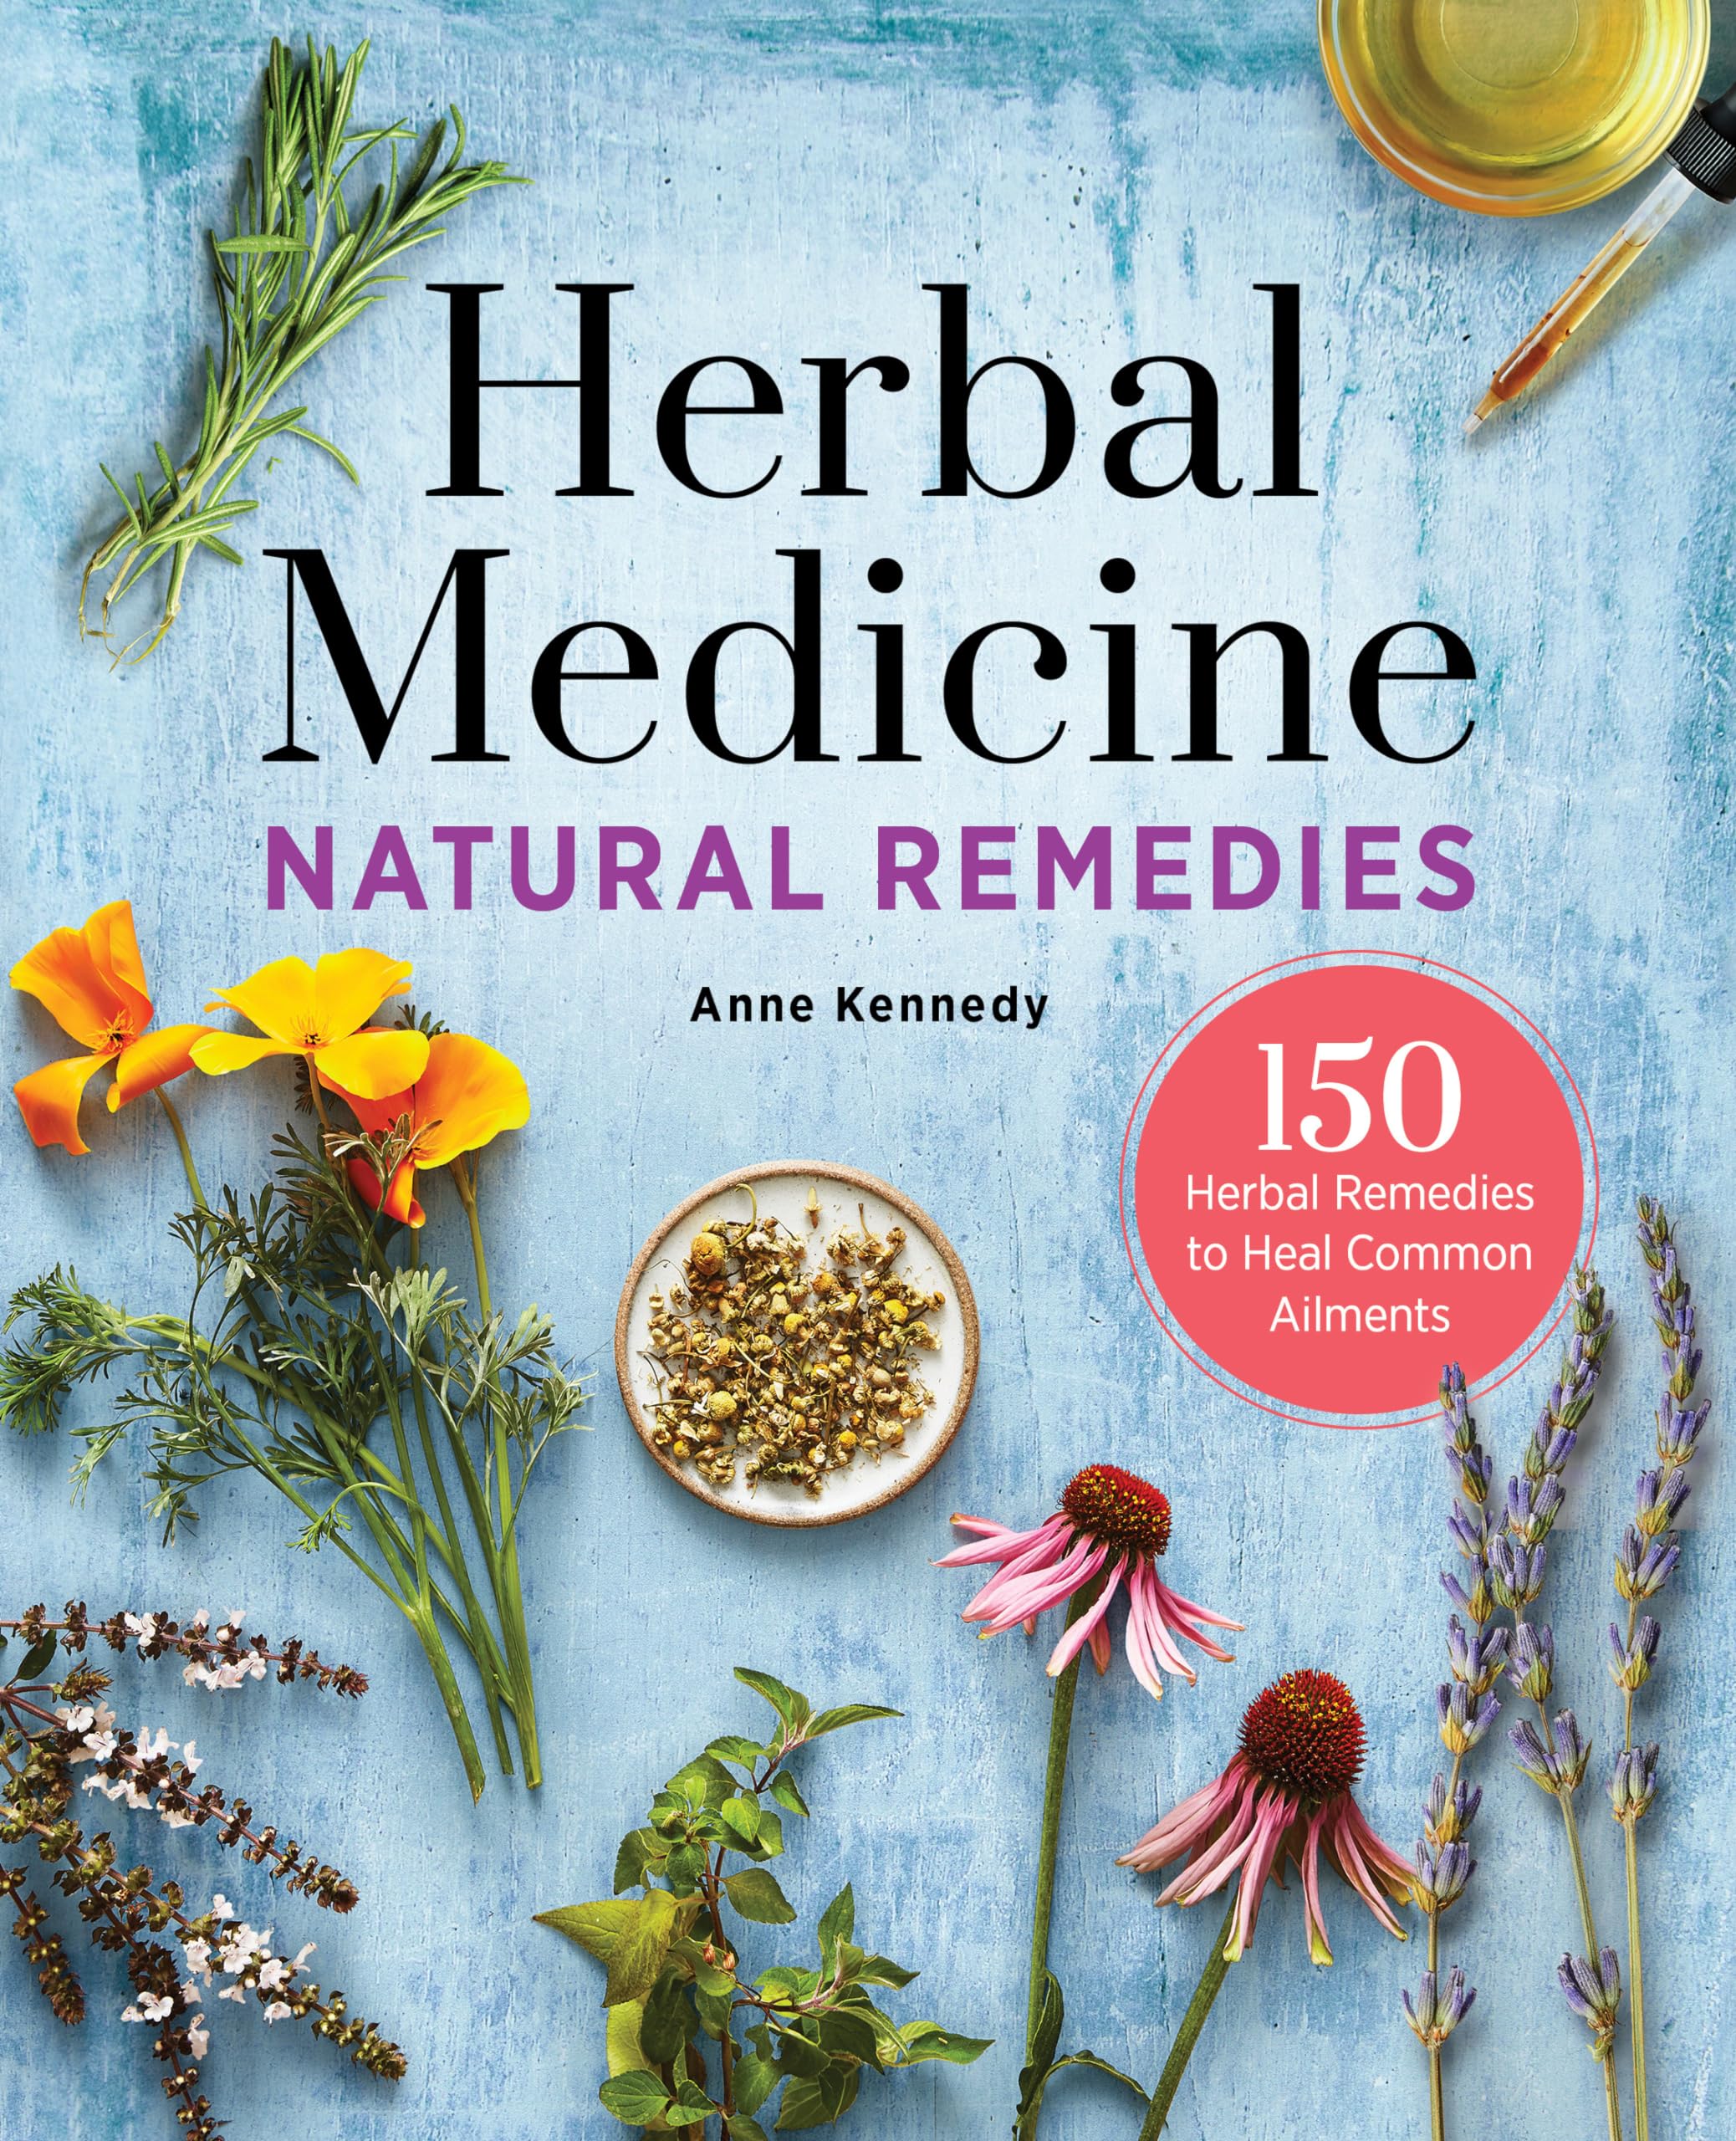 Herbal
Medicine
NATURAL REMEDIES
Anne Kennedy
150
Herbal Remedies
to Heal Common
Ailments